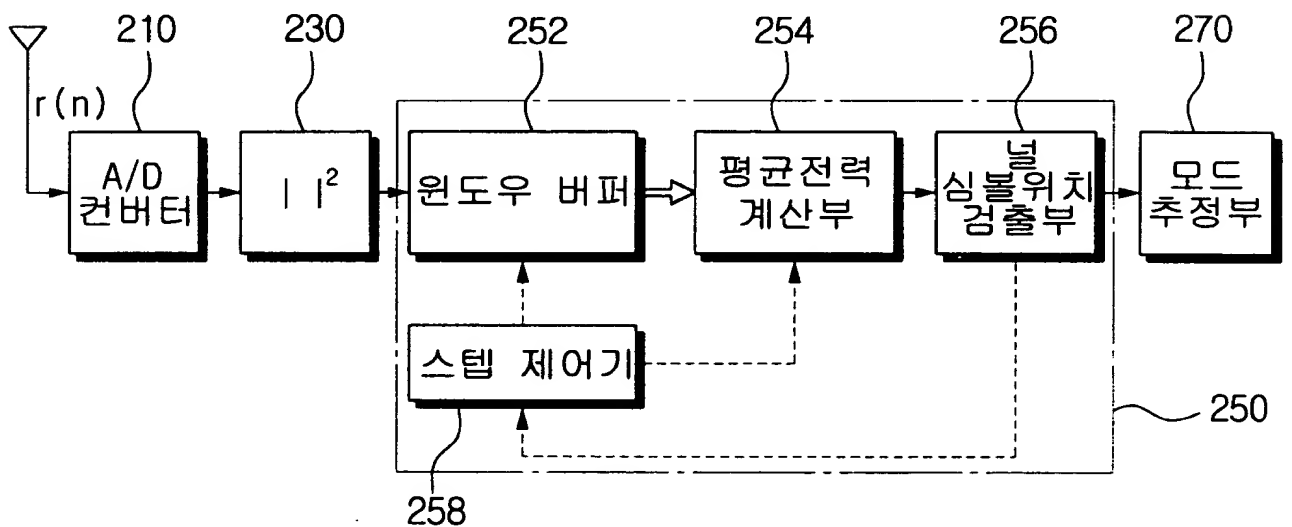 210
230
252
254
256
270
r(n)
A/D
컨버터
| |²
윈도우 버퍼
평균전력
계산부
널
심볼위치
검출부
모드
추정부
스텝 제어기
250
258